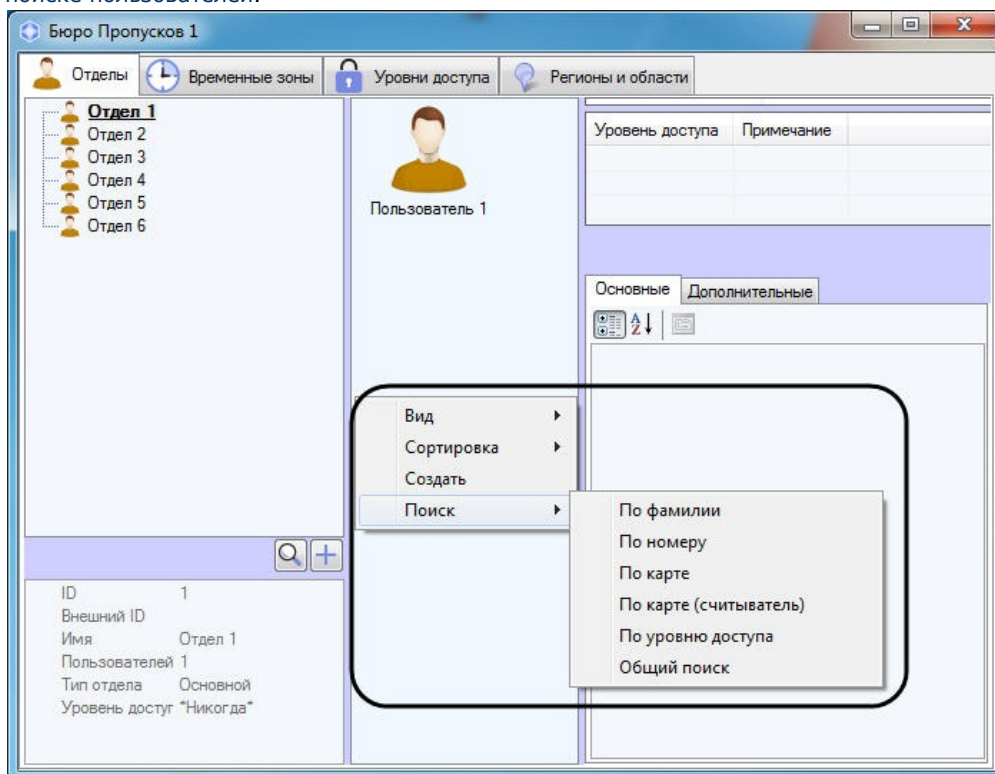 поиске пользователей.
Бюро Пропусков 1
Отделы Временные зоны Уровни доступа Регионы и области
Отдел 1
Отдел 2
Отдел 3
Отдел 4
Отдел 5
Отдел 6
Пользователь 1
Уровень доступа Примечание
Основные Дополнительные
Вид
Сортировка
Создать
Поиск
По фамилии
По номеру
По карте
По карте (считыватель)
По уровню доступа
Общий поиск
ID 1
Внешний ID
Имя Отдел 1
Пользователей 1
Тип отдела Основной
Уровень доступ *Никогда*